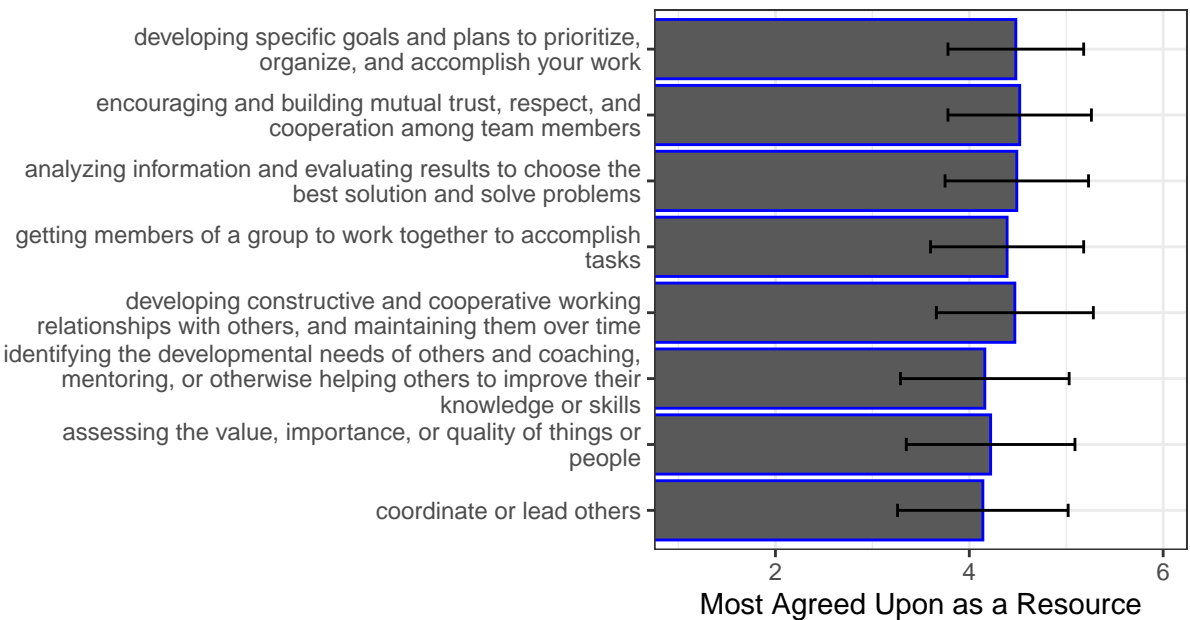 developing specific goals and plans to prioritize,
organize, and accomplish your work
encouraging and building mutual trust, respect, and
cooperation among team members
analyzing information and evaluating results to choose the
best solution and solve problems
getting members of a group to work together to accomplish
tasks
developing constructive and cooperative working
relationships with others, and maintaining them over time
identifying the developmental needs of others and coaching,
mentoring, or otherwise helping others to improve their
knowledge or skills
assessing the value, importance, or quality of things or
people
coordinate or lead others
2 4 6
Most Agreed Upon as a Resource